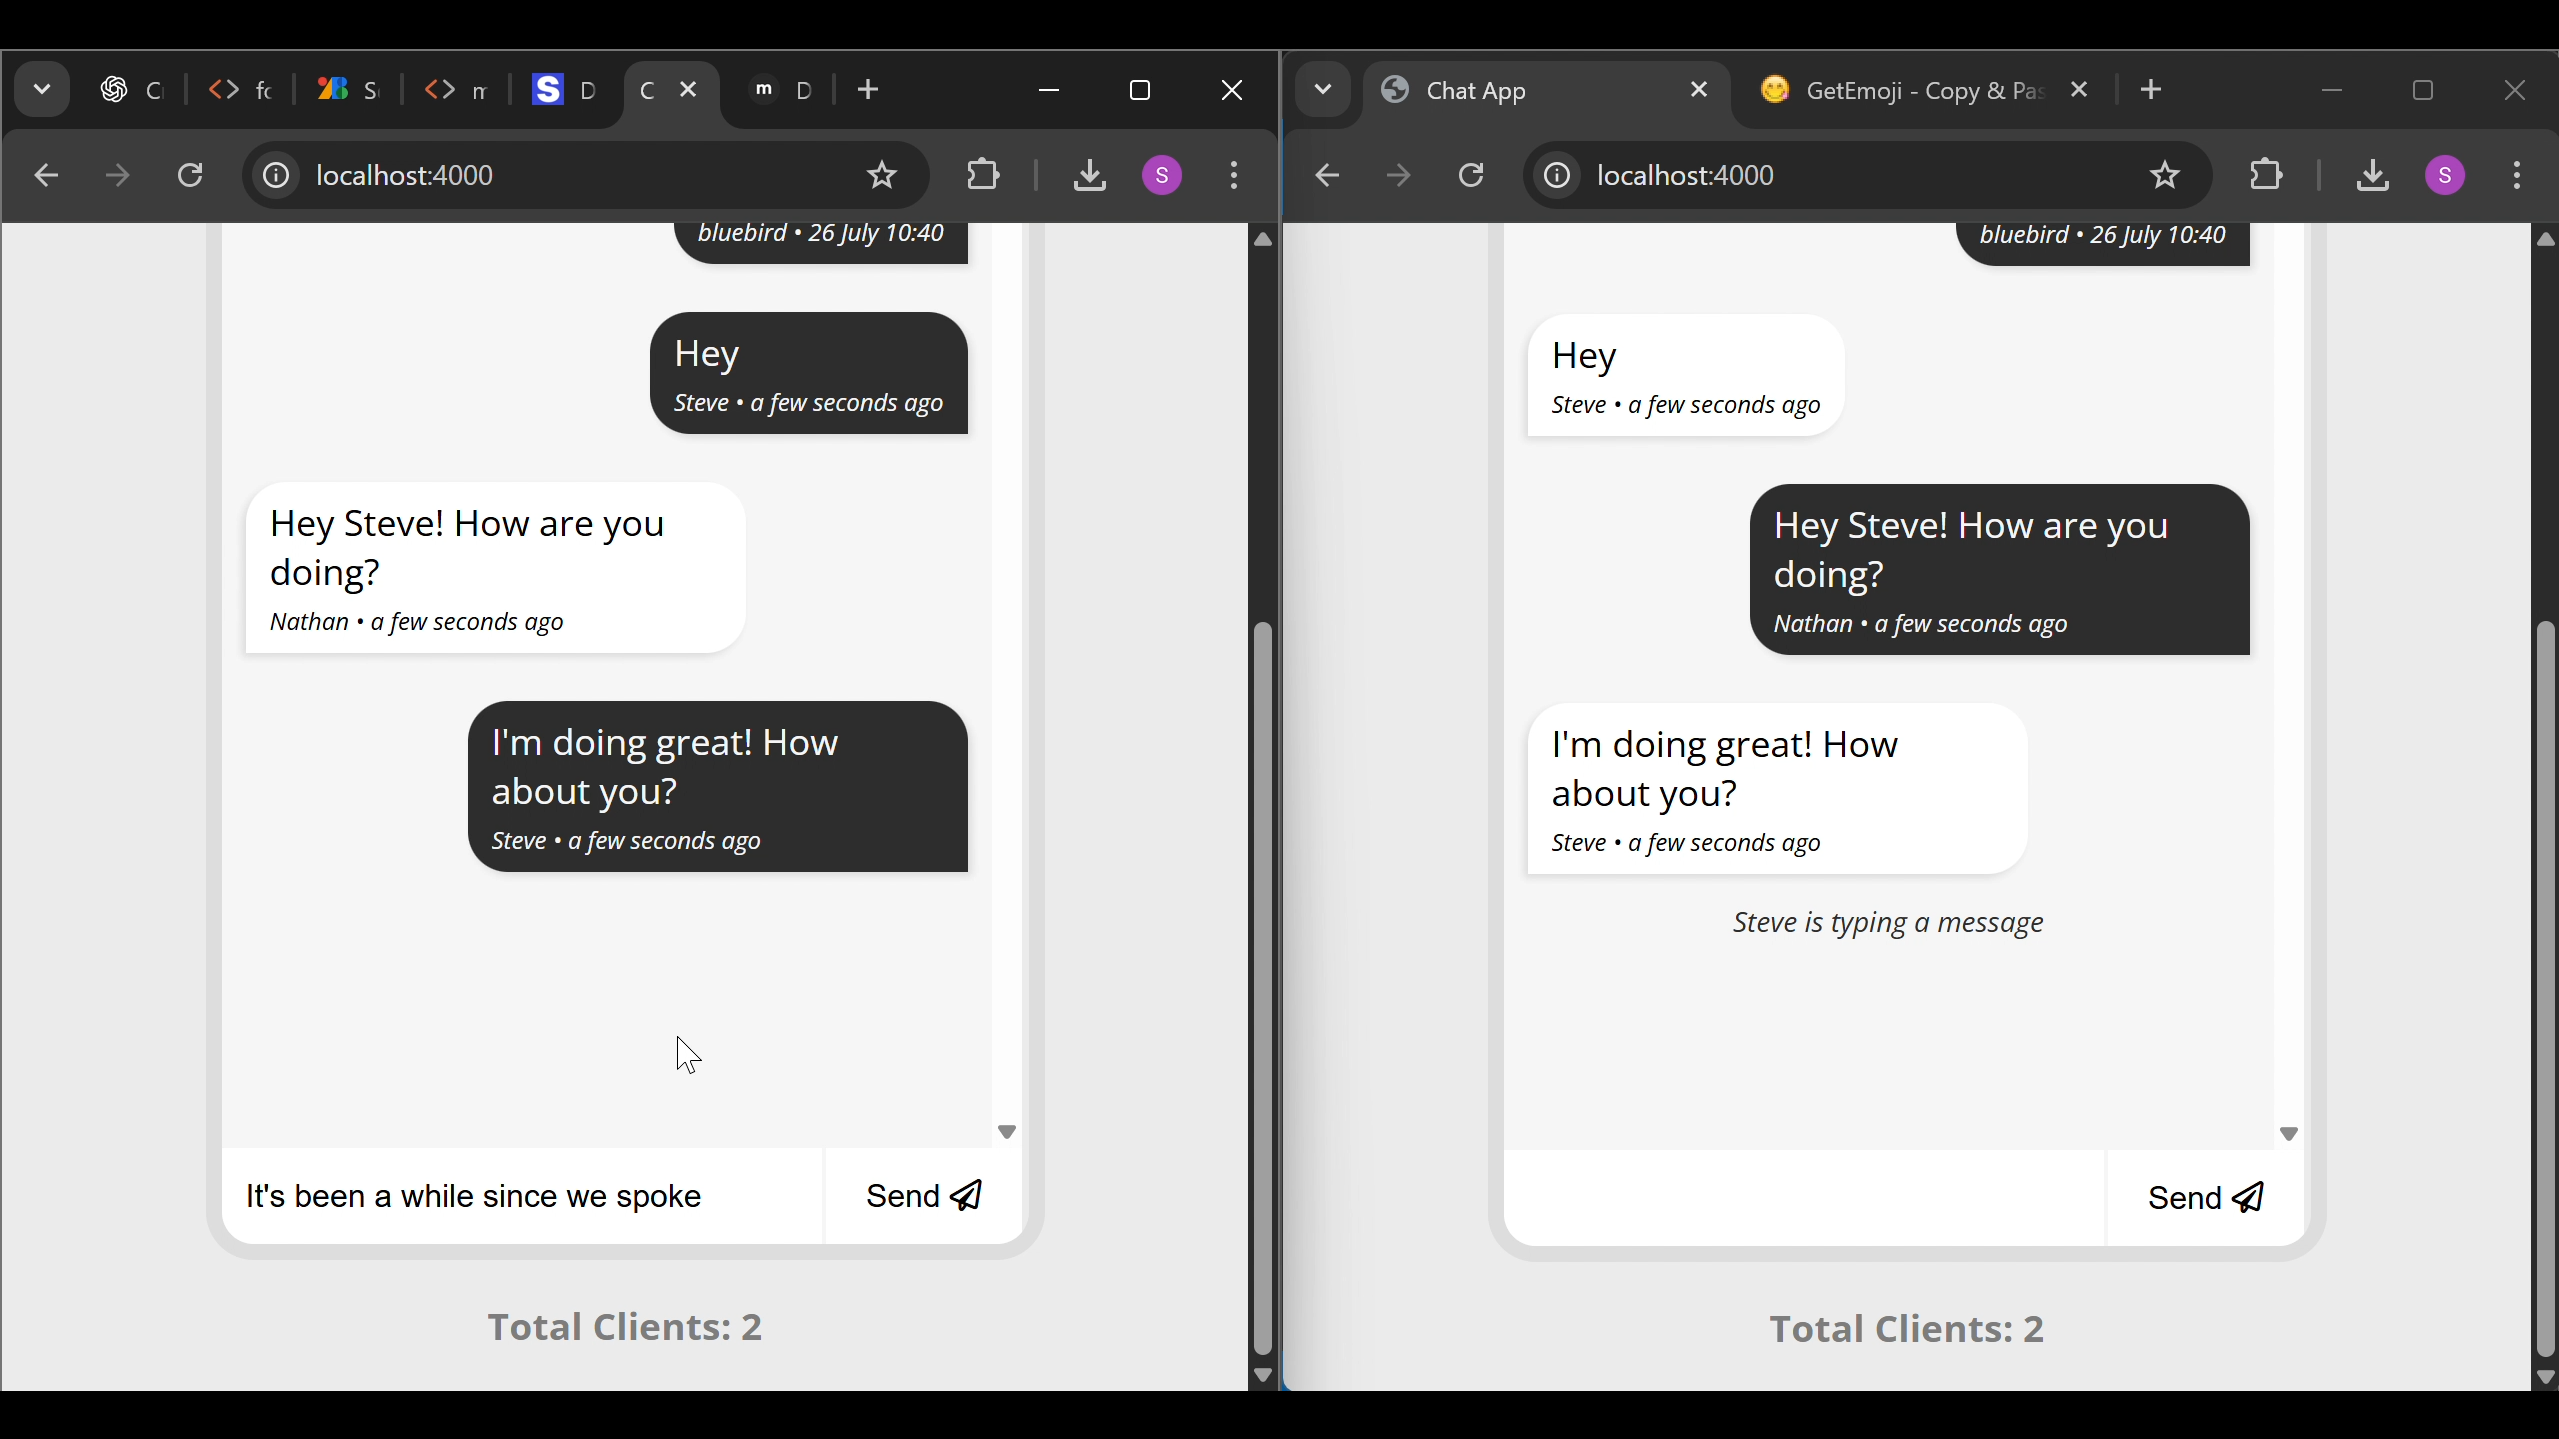 C
fc
S
m
D
C
m
D
localhost:4000
S
bluebird • 26 July 10:40
Hey
Steve • a few seconds ago
Hey Steve! How are you
doing?
Nathan • a few seconds ago
I'm doing great! How
about you?
Steve • a few seconds ago
It's been a while since we spoke
Send
Total Clients: 2
Chat App
GetEmoji - Copy & Pas
localhost:4000
S
bluebird • 26 July 10:40
Hey
Steve • a few seconds ago
Hey Steve! How are you
doing?
Nathan • a few seconds ago
I'm doing great! How
about you?
Steve • a few seconds ago
Steve is typing a message
Send
Total Clients: 2